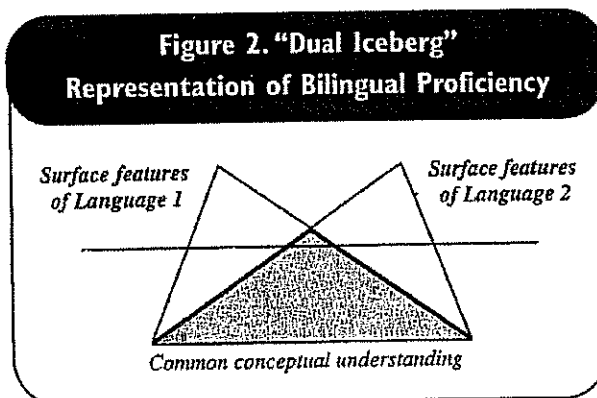 Figure 2. “Dual Iceberg”
Representation of Bilingual Proficiency
Surface features
of Language 1
Surface features
of Language 2
Common conceptual understanding